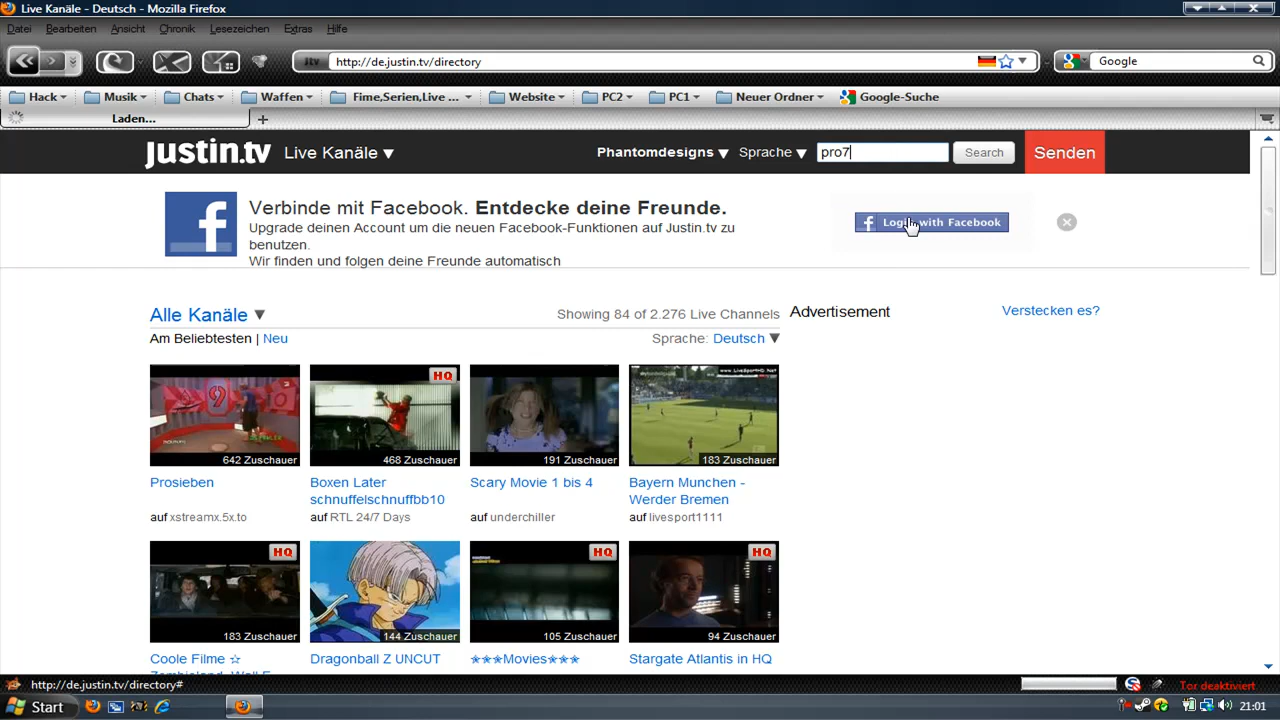 Live Kanäle - Deutsch - Mozilla Firefox
Datei Bearbeiten Ansicht Chronik Lesezeichen Extras Hilfe
jtv http://de.justin.tv/directory Google
Hack Musik Chats Waffen Fime,Serien,Live ... Website PC2 PC1 Neuer Ordner Google-Suche
Laden...
Justin.tv Live Kanäle Phantomdesigns Sprache pro7 Search Senden
Verbinde mit Facebook. Entdecke deine Freunde.
Upgrade deinen Account um die neuen Facebook-Funktionen auf Justin.tv zu
benutzen.
Wir finden und folgen deine Freunde automatisch
Login with Facebook
Alle Kanäle Showing 84 of 2.276 Live Channels
Am Beliebtesten | Neu Sprache: Deutsch
Advertisement Verstecken es?
642 Zuschauer HQ 468 Zuschauer 191 Zuschauer www.LiveSportHQ.Net 183 Zuschauer
Prosieben
auf xstreamx.5x.to
Boxen Later
schnuffelschnuffbb10
auf RTL 24/7 Days
Scary Movie 1 bis 4
auf underchiller
Bayern Munchen -
Werder Bremen
auf livesport1111
HQ 183 Zuschauer 144 Zuschauer HQ 105 Zuschauer HQ 94 Zuschauer
Coole Filme ☆
Zombieland, Wall E
Dragonball Z UNCUT
✯✯✯Movies✯✯✯
Stargate Atlantis in HQ
http://de.justin.tv/directory# Tor deaktiviert
Start 21:01